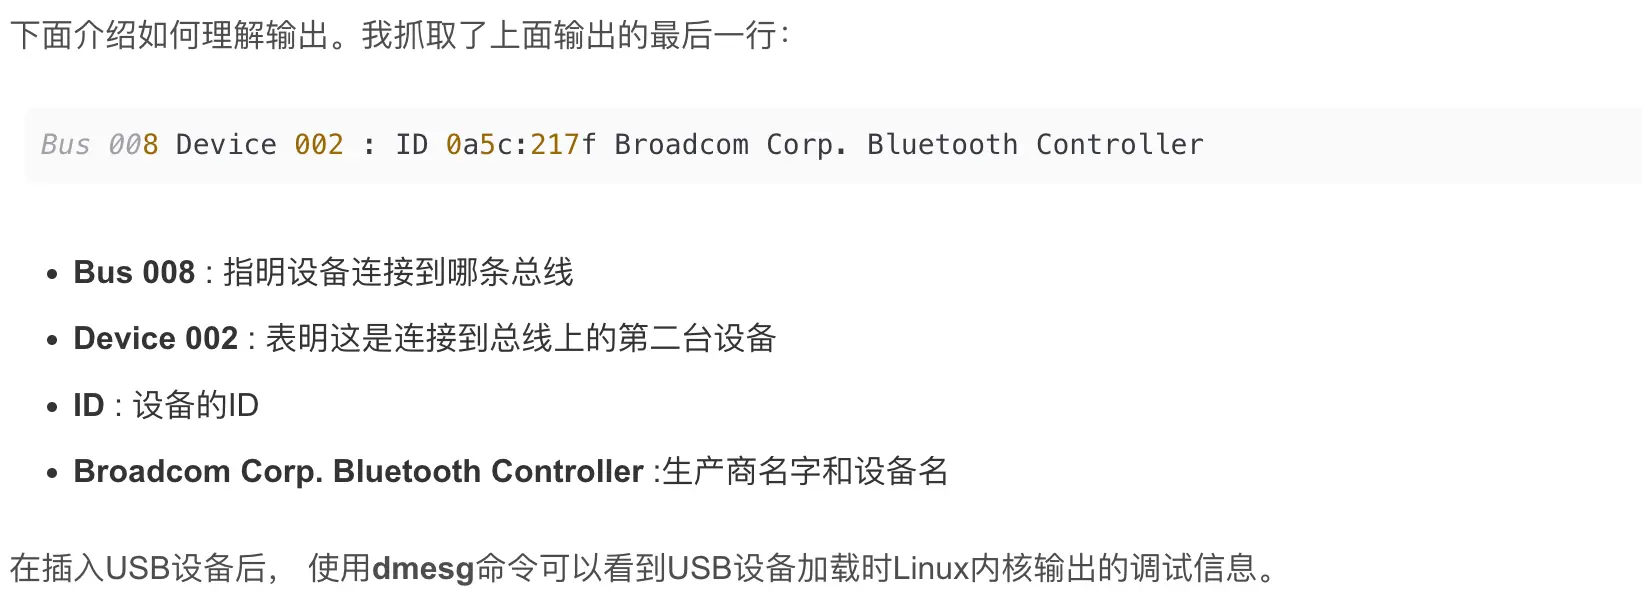 下面介绍如何理解输出。我抓取了上面输出的最后一行：
Bus 008 Device 002 : ID 0a5c:217f Broadcom Corp. Bluetooth Controller
• Bus 008 : 指明设备连接到哪条总线
• Device 002 : 表明这是连接到总线上的第二台设备
• ID : 设备的ID
• Broadcom Corp. Bluetooth Controller :生产商名字和设备名
在插入USB设备后， 使用dmesg命令可以看到USB设备加载时Linux内核输出的调试信息。